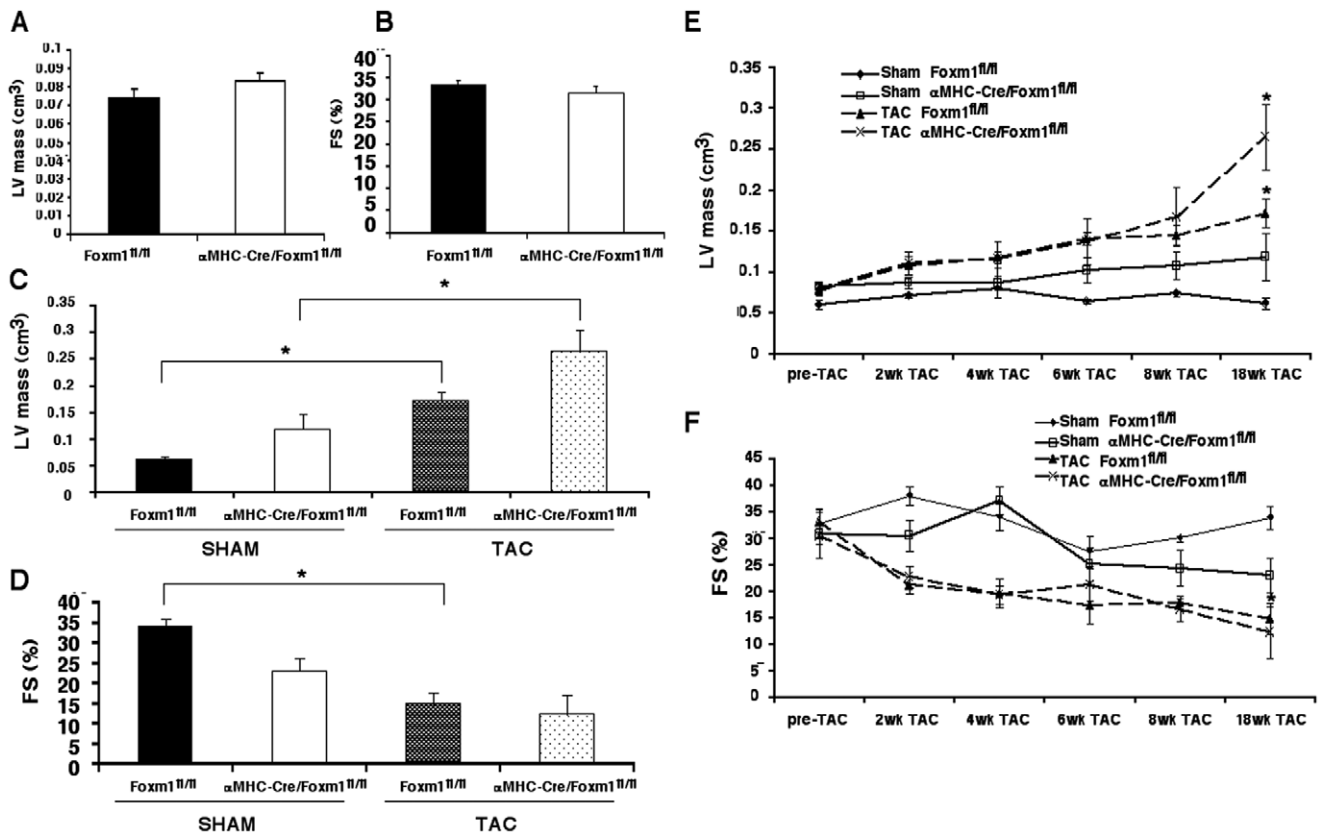 A
0.1
0.09
0.08
0.07
0.06
0.05
0.04
0.03
0.02
0.01
0
LV mass (cm³)
Foxm1fl/fl
αMHC-Cre/Foxm1fl/fl
B
40
35
30
25
20
15
10
5
0
FS (%)
Foxm1fl/fl
αMHC-Cre/Foxm1fl/fl
C
0.35
0.3
0.25
0.2
0.15
0.1
0.05
0
LV mass (cm³)
*
*
Foxm1fl/fl
αMHC-Cre/Foxm1fl/fl
Foxm1fl/fl
αMHC-Cre/Foxm1fl/fl
SHAM
TAC
D
40
35
30
25
20
15
10
5
0
FS (%)
*
Foxm1fl/fl
αMHC-Cre/Foxm1fl/fl
Foxm1fl/fl
αMHC-Cre/Foxm1fl/fl
SHAM
TAC
E
0.35
0.3
0.25
0.2
0.15
0.1
0.5
0
LV mass (cm³)
Sham Foxm1fl/fl
Sham αMHC-Cre/Foxm1fl/fl
TAC Foxm1fl/fl
TAC αMHC-Cre/Foxm1fl/fl
*
*
pre-TAC
2wk TAC
4wk TAC
6wk TAC
8wk TAC
18wk TAC
F
Sham Foxm1fl/fl
Sham αMHC-Cre/Foxm1fl/fl
TAC Foxm1fl/fl
TAC αMHC-Cre/Foxm1fl/fl
45
40
35
30
25
20
15
10
5
0
FS (%)
*
pre-TAC
2wk TAC
4wk TAC
6wk TAC
8wk TAC
18wk TAC